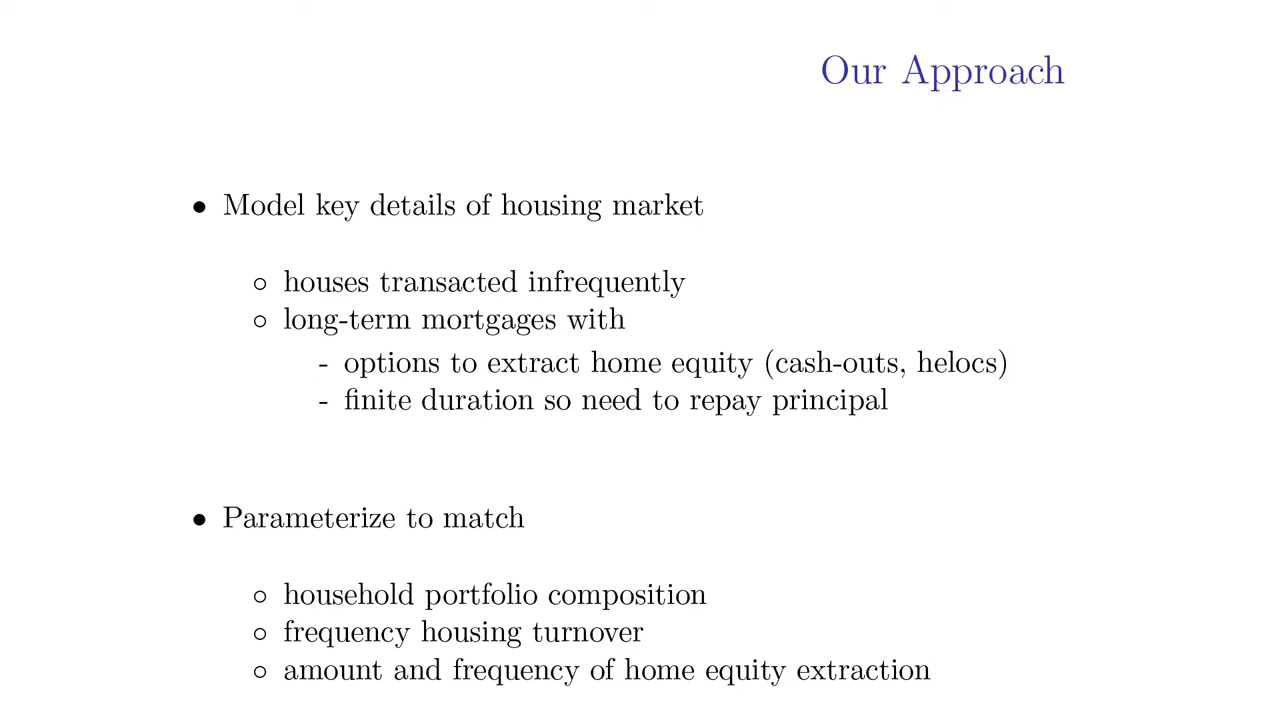 Our Approach
• Model key details of housing market
◦ houses transacted infrequently
◦ long-term mortgages with
- options to extract home equity (cash-outs, helocs)
- finite duration so need to repay principal
• Parameterize to match
◦ household portfolio composition
◦ frequency housing turnover
◦ amount and frequency of home equity extraction